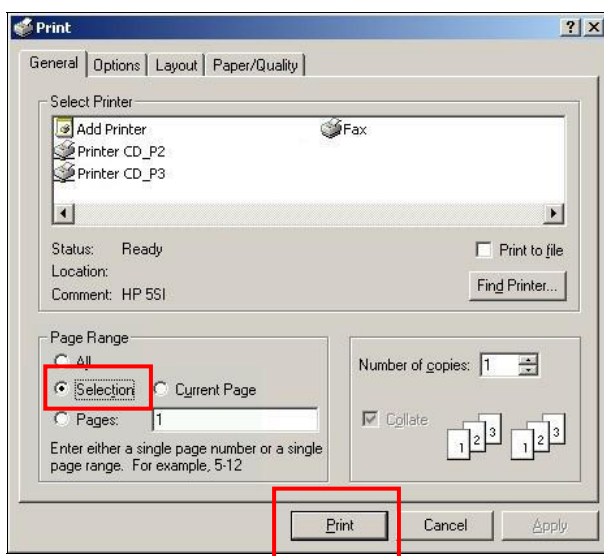 Print
General Options Layout Paper/Quality
Select Printer
Add Printer Fax
Printer CD_P2
Printer CD_P3
Status: Ready Print to file
Location:
Comment: HP 5SI Find Printer...
Page Range
All Number of copies: 1
Selection Current Page
Pages: 1 Collate
Enter either a single page number or a single
page range. For example, 5-12
1 2 3 1 2 3
Print Cancel Apply